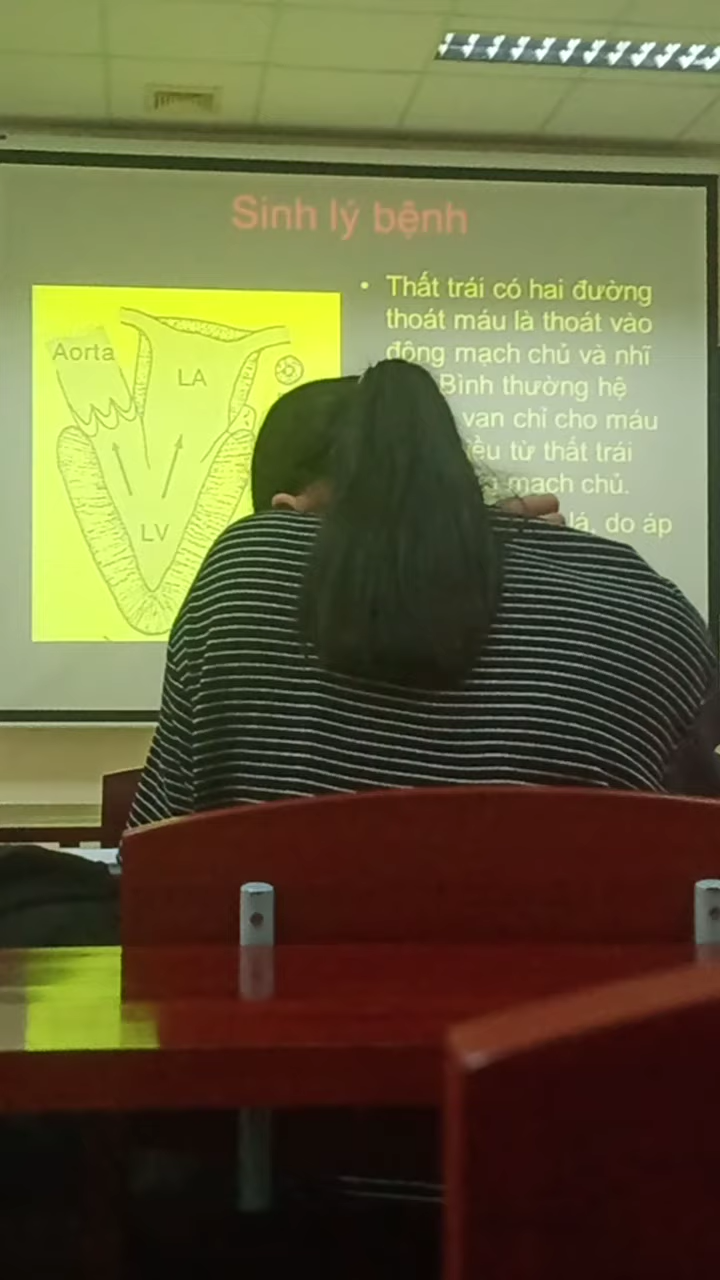 Sinh lý bệnh
Aorta
LA
LV
• Thất trái có hai đường
thoát máu là thoát vào
động mạch chủ và nhĩ
Bình thường hệ
van chỉ cho máu
từ thất trái
mạch chủ.
lá, do áp